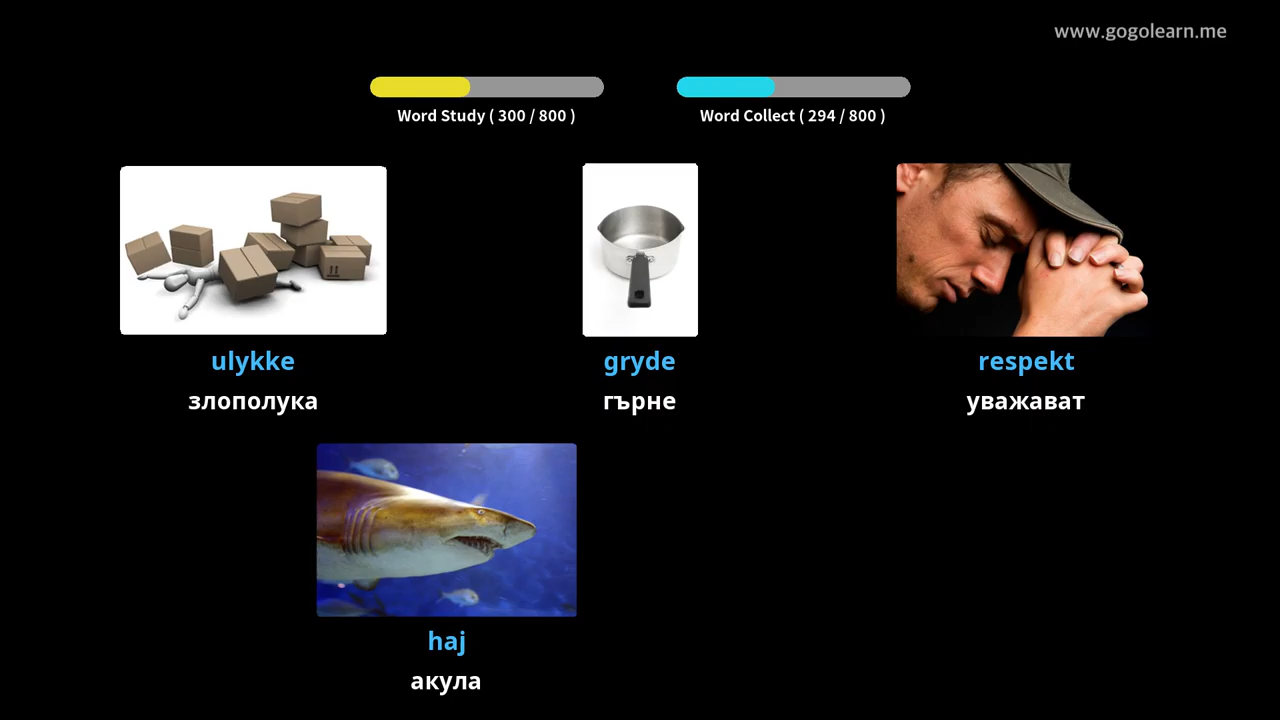 www.gogolearn.me
Word Study ( 300 / 800 )
Word Collect ( 294 / 800 )
ulykke
gryde
respekt
злополука
гърне
уважават
haj
акула